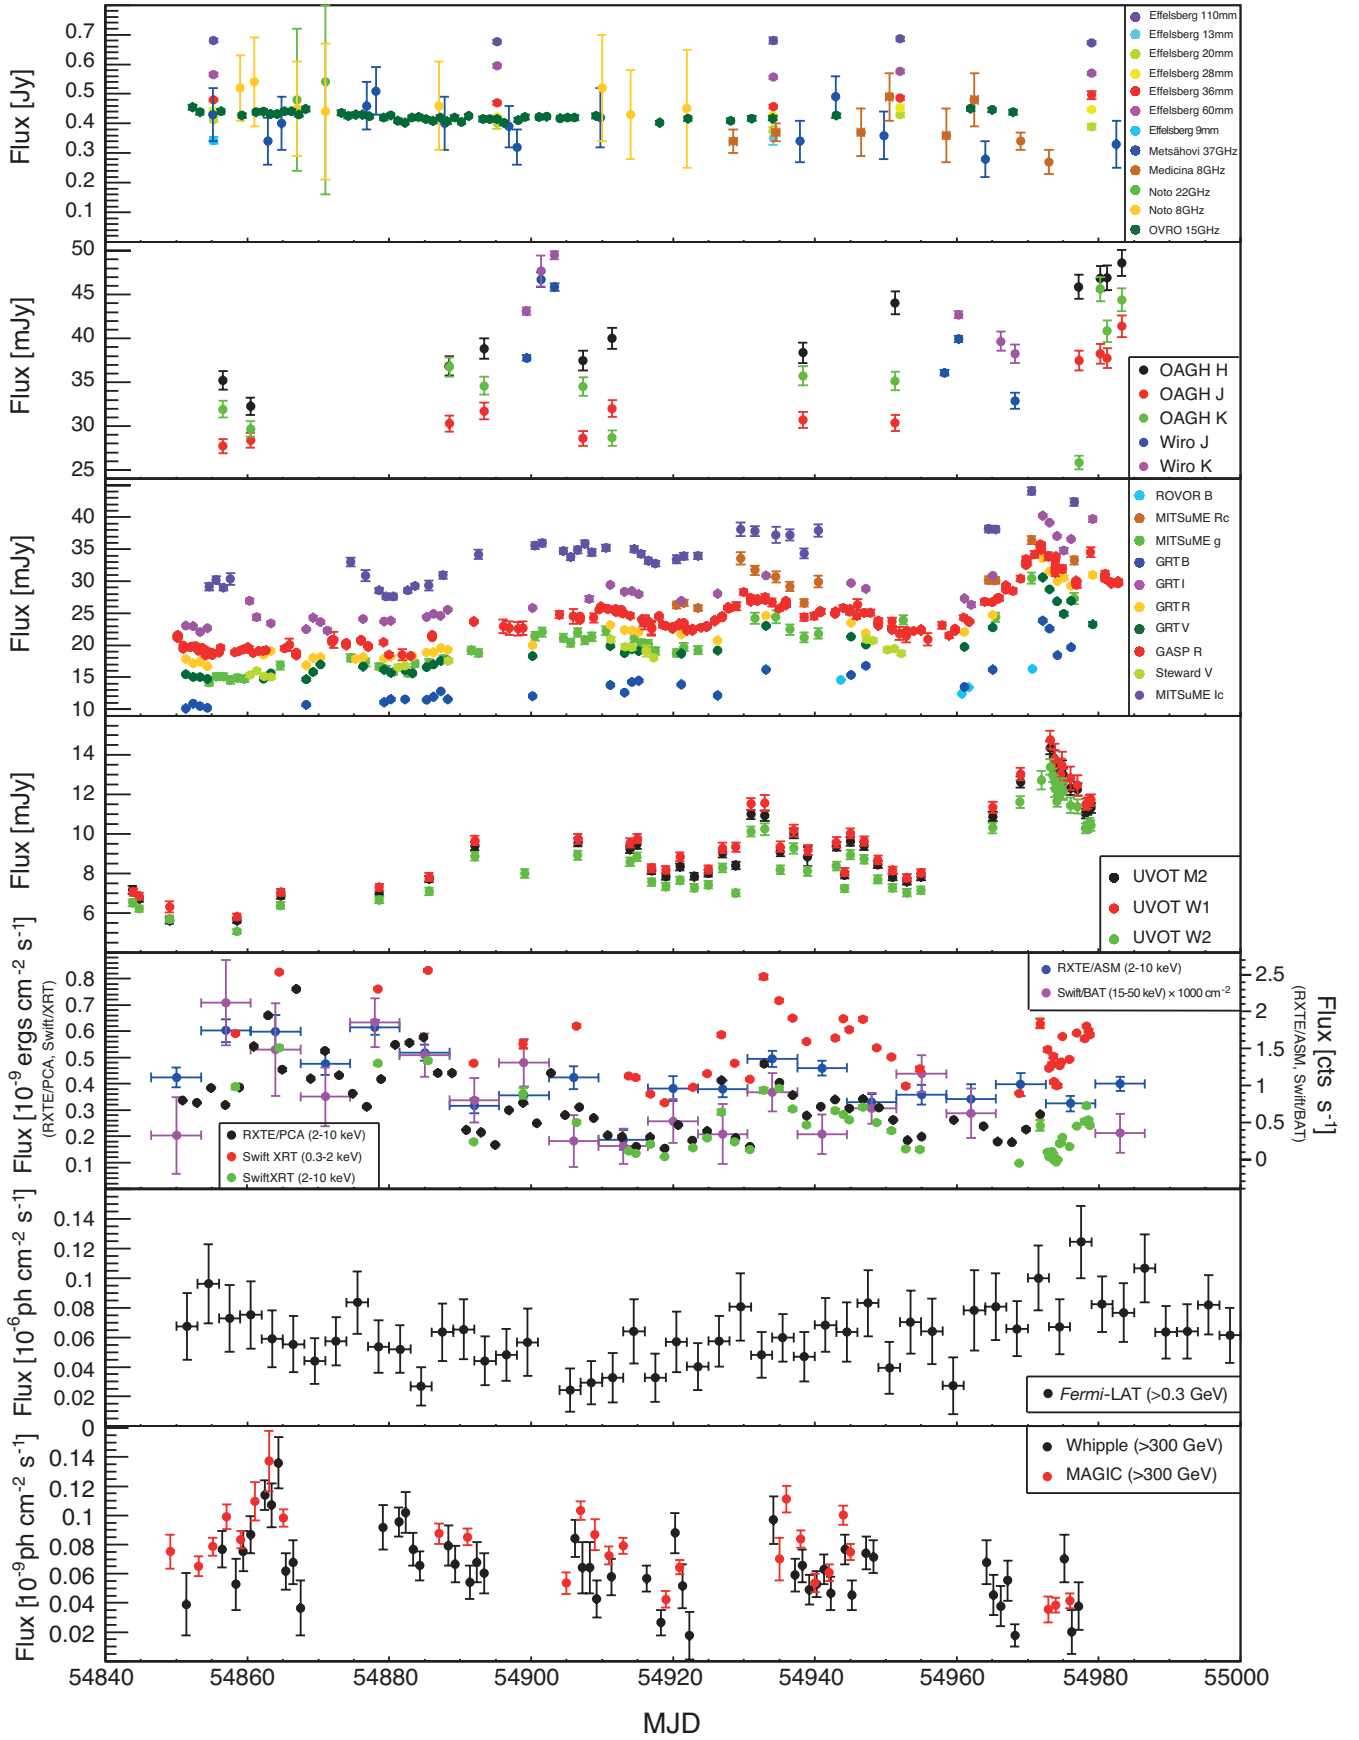 Flux [Jy]
0.7
0.6
0.5
0.4
0.3
0.2
0.1
Effelsberg 110mm
Effelsberg 13mm
Effelsberg 20mm
Effelsberg 28mm
Effelsberg 36mm
Effelsberg 60mm
Effelsberg 9mm
Metsähovi 37GHz
Medicina 8GHz
Noto 22GHz
Noto 8GHz
OVRO 15GHz
Flux [mJy]
50
45
40
35
30
25
OAGH H
OAGH J
OAGH K
Wiro J
Wiro K
Flux [mJy]
40
35
30
25
20
15
10
ROVOR B
MITSuME Rc
MITSuME g
GRT B
GRT I
GRT R
GRT V
GASP R
Steward V
MITSuME Ic
Flux [mJy]
14
12
10
8
6
UVOT M2
UVOT W1
UVOT W2
Flux [10⁻⁹ ergs cm⁻² s⁻¹]
(RXTE/PCA, Swift/XRT)
0.8
0.7
0.6
0.5
0.4
0.3
0.2
0.1
RXTE/ASM (2-10 keV)
Swift/BAT (15-50 keV) × 1000 cm⁻²
RXTE/PCA (2-10 keV)
Swift XRT (0.3-2 keV)
SwiftXRT (2-10 keV)
2.5
2
1.5
1
0.5
0
Flux [cts s⁻¹]
(RXTE/ASM, Swift/BAT)
Flux [10⁻⁶ph cm⁻² s⁻¹]
0.14
0.12
0.1
0.08
0.06
0.04
0.02
0
Fermi-LAT (>0.3 GeV)
Flux [10⁻⁹ph cm⁻² s⁻¹]
0.14
0.12
0.1
0.08
0.06
0.04
0.02
Whipple (>300 GeV)
MAGIC (>300 GeV)
54840 54860 54880 54900 54920 54940 54960 54980 55000
MJD